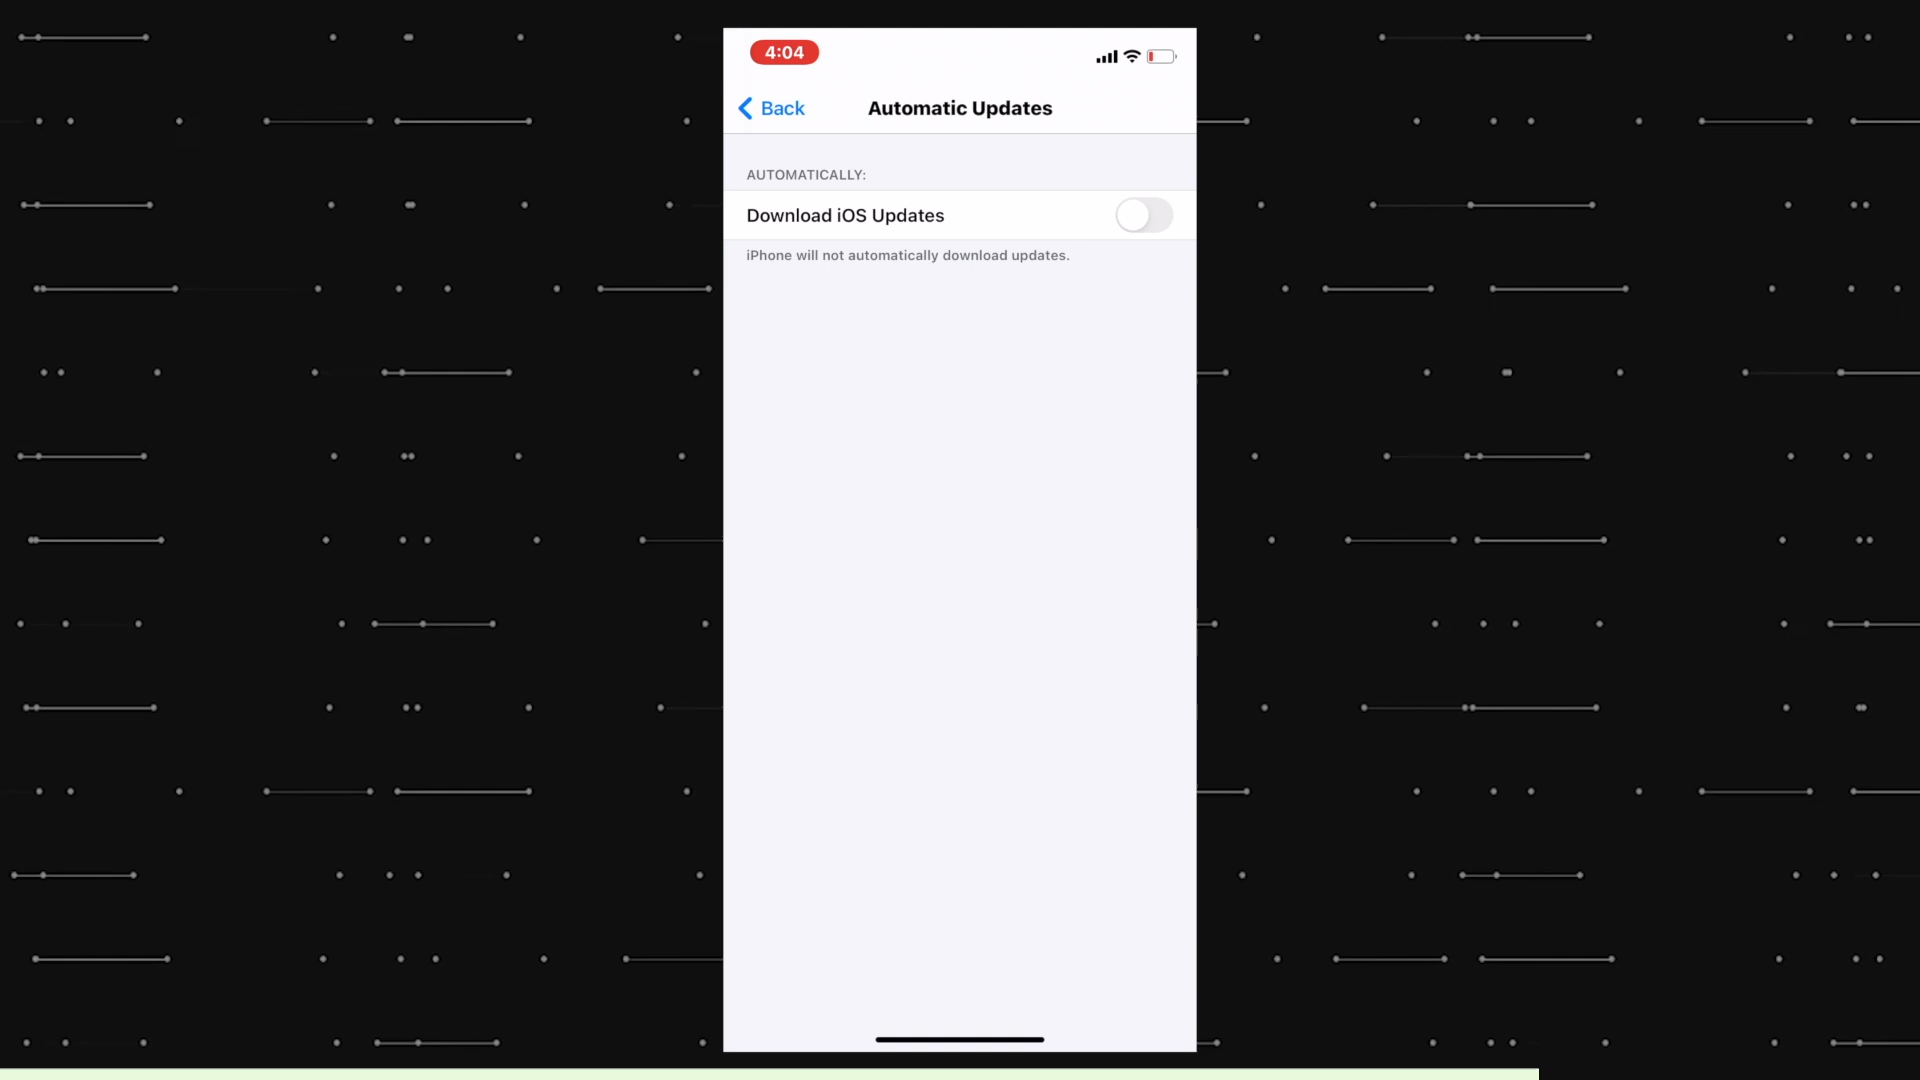 4:04
Back
Automatic Updates
AUTOMATICALLY:
Download iOS Updates
iPhone will not automatically download updates.